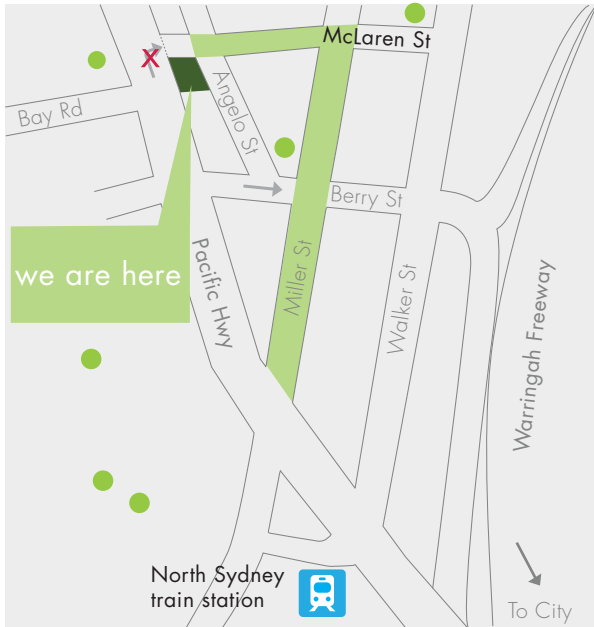 McLaren St
X
Bay Rd
Angelo St
Berry St
we are here
Pacific Hwy
Miller St
Walker St
Warringah Freeway
North Sydney
train station
To City